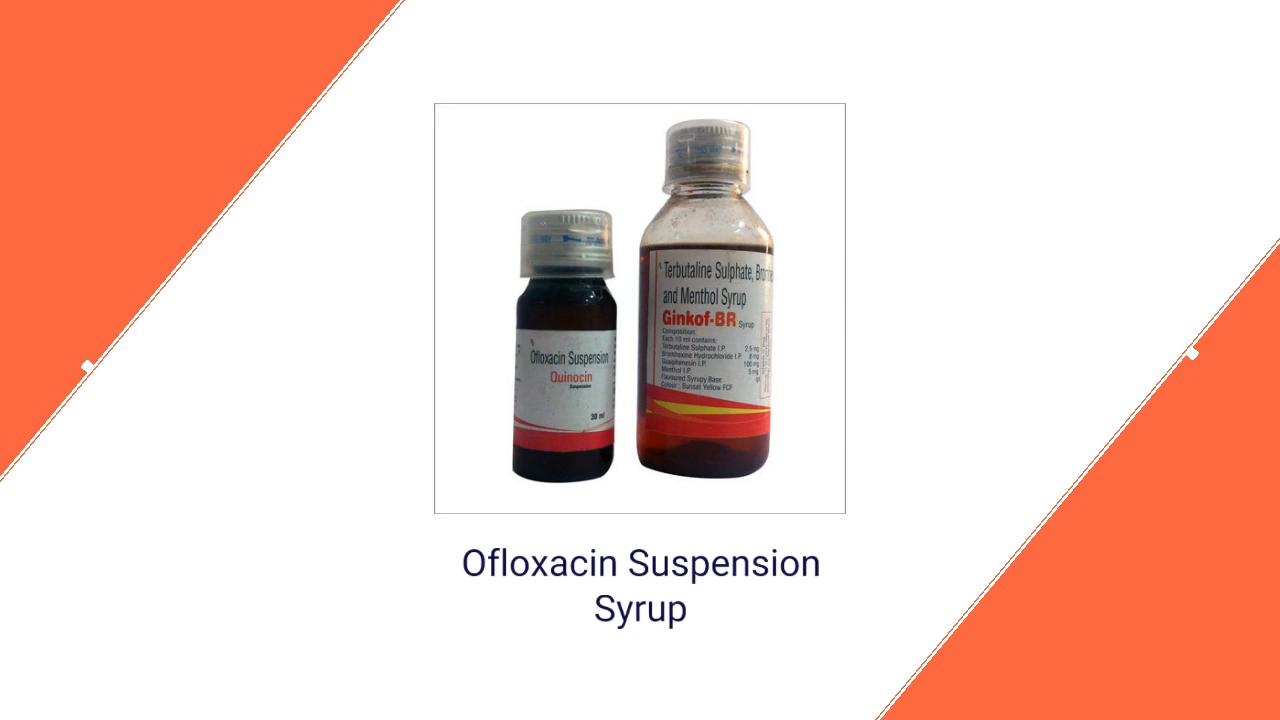 Ofloxacin Suspension
Quinocin
Suspension
30 ml
Terbutaline Sulphate,
and Menthol Syrup
Ginkof-BR Syrup
Composition:
Each 10 ml contains:
Terbutaline Sulphate I.P. 2.5 mg
Bromhexine Hydrochloride I.P. 8 mg
Guaiphenesin I.P. 100 mg
Menthol I.P. 5 mg
Flavoured Syrupy Base qs
Colour : Sunset Yellow FCF
Ofloxacin Suspension
Syrup